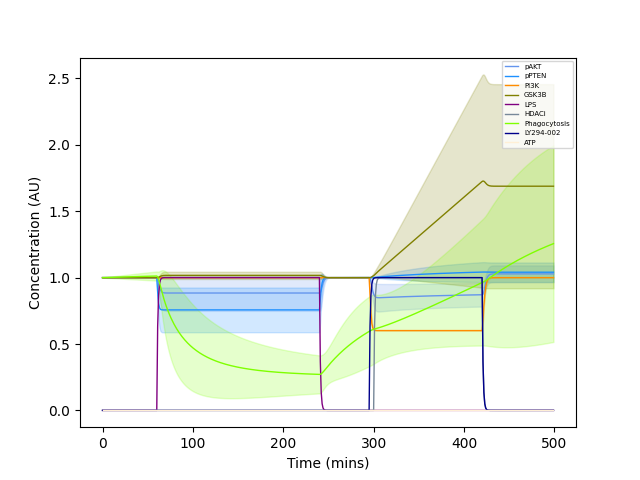 2.5
2.0
1.5
1.0
0.5
0.0
Concentration (AU)
pAKT
pPTEN
PI3K
GSK3B
LPS
HDACi
Phagocytosis
LY294-002
ATP
0 100 200 300 400 500
Time (mins)